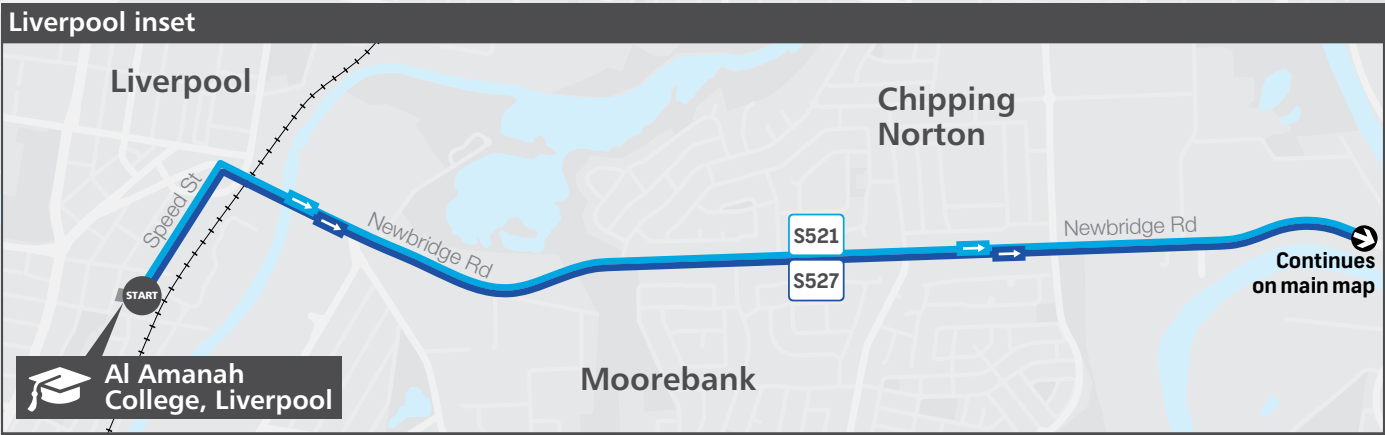 Liverpool inset
Liverpool
Chipping
Norton
Speed St
Newbridge Rd
Newbridge Rd
S521
S527
Continues
on main map
START
Moorebank
Al Amanah
College, Liverpool